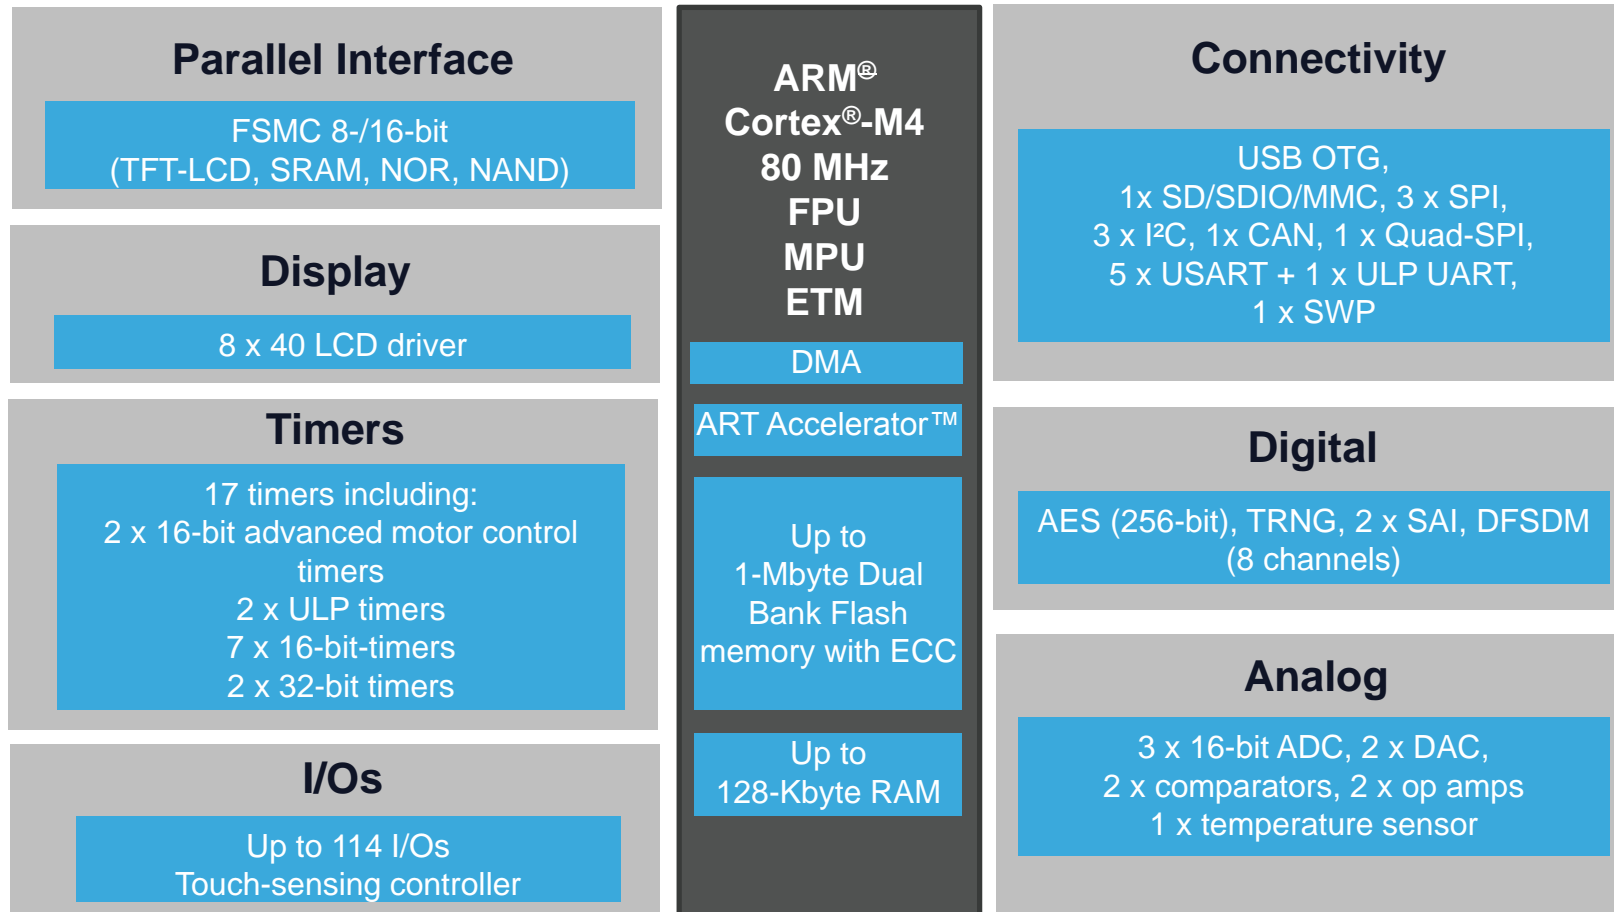 Parallel Interface
FSMC 8-/16-bit
(TFT-LCD, SRAM, NOR, NAND)
Display
8 x 40 LCD driver
Timers
17 timers including:
2 x 16-bit advanced motor control
timers
2 x ULP timers
7 x 16-bit-timers
2 x 32-bit timers
I/Os
Up to 114 I/Os
Touch-sensing controller
ARM®
Cortex®-M4
80 MHz
FPU
MPU
ETM
DMA
ART Accelerator™
Up to
1-Mbyte Dual
Bank Flash
memory with ECC
Up to
128-Kbyte RAM
Connectivity
USB OTG,
1x SD/SDIO/MMC, 3 x SPI,
3 x I²C, 1x CAN, 1 x Quad-SPI,
5 x USART + 1 x ULP UART,
1 x SWP
Digital
AES (256-bit), TRNG, 2 x SAI, DFSDM
(8 channels)
Analog
3 x 16-bit ADC, 2 x DAC,
2 x comparators, 2 x op amps
1 x temperature sensor